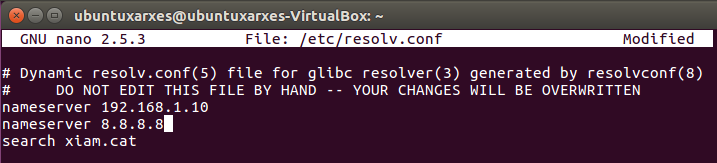 ubuntuxarxes@ubuntuxarxes-VirtualBox: ~
GNU nano 2.5.3 File: /etc/resolv.conf Modified
# Dynamic resolv.conf(5) file for glibc resolver(3) generated by resolvconf(8)
#     DO NOT EDIT THIS FILE BY HAND -- YOUR CHANGES WILL BE OVERWRITTEN
nameserver 192.168.1.10
nameserver 8.8.8.8
search xiam.cat